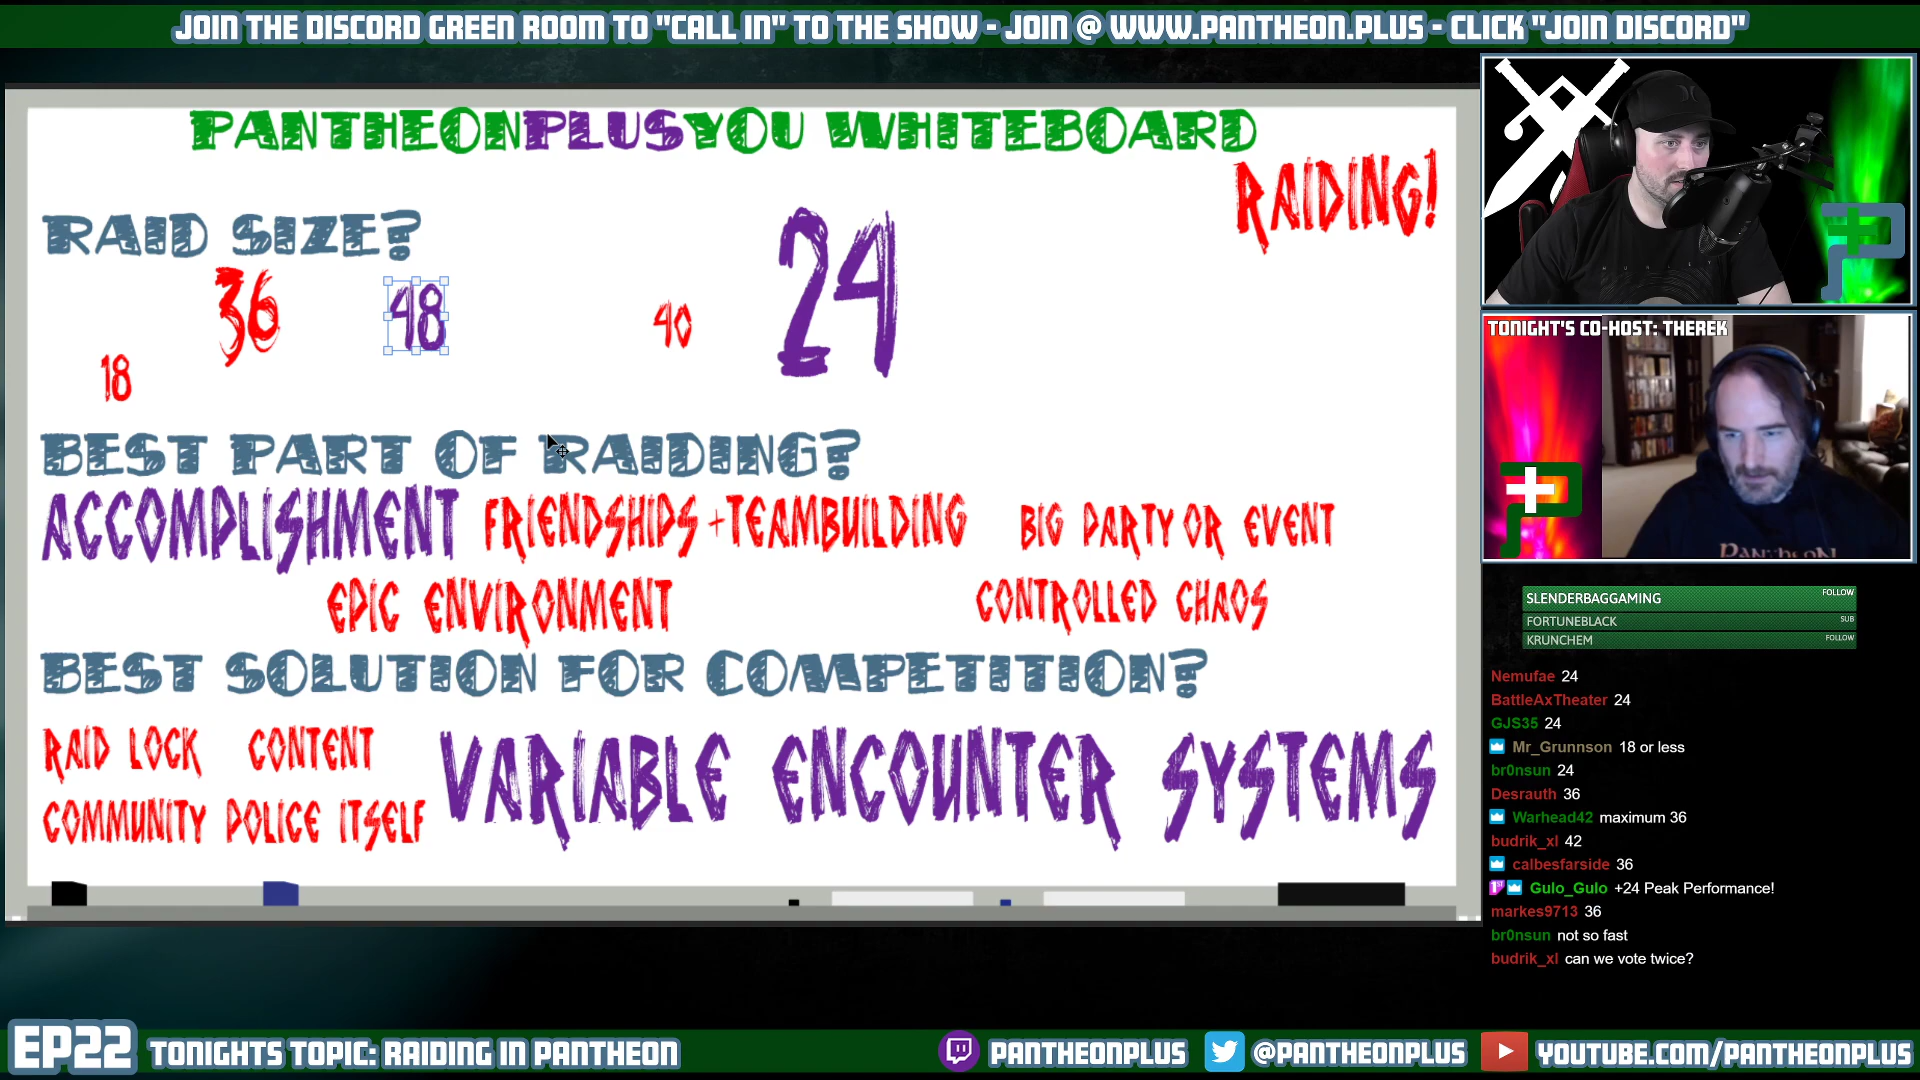 JOIN THE DISCORD GREEN ROOM TO "CALL IN" TO THE SHOW - JOIN @ WWW.PANTHEON.PLUS - CLICK "JOIN DISCORD"
PANTHEONPLUSYOU WHITEBOARD
RAIDING!
RAID SIZE?
36
48
40
24
18
BEST PART OF RAIDING?
ACCOMPLISHMENT
FRIENDSHIPS + TEAMBUILDING
BIG PARTY OR EVENT
EPIC ENVIRONMENT
CONTROLLED CHAOS
BEST SOLUTION FOR COMPETITION?
RAID LOCK
CONTENT
COMMUNITY POLICE ITSELF
VARIABLE ENCOUNTER SYSTEMS
TONIGHT'S CO-HOST: THEREK
PANTHEON
SLENDERBAGGAMING FOLLOW
FORTUNEBLACK SUB
KRUNCHEM FOLLOW
Nemufae 24
BattleAxTheater 24
GJS35 24
Mr_Grunnson 18 or less
br0nsun 24
Desrauth 36
Warhead42 maximum 36
budrik_xl 42
calbesfarside 36
1ST Gulo_Gulo +24 Peak Performance!
markes9713 36
br0nsun not so fast
budrik_xl can we vote twice?
EP22 TONIGHTS TOPIC: RAIDING IN PANTHEON
PANTHEONPLUS
@PANTHEONPLUS
YOUTUBE.COM/PANTHEONPLUS